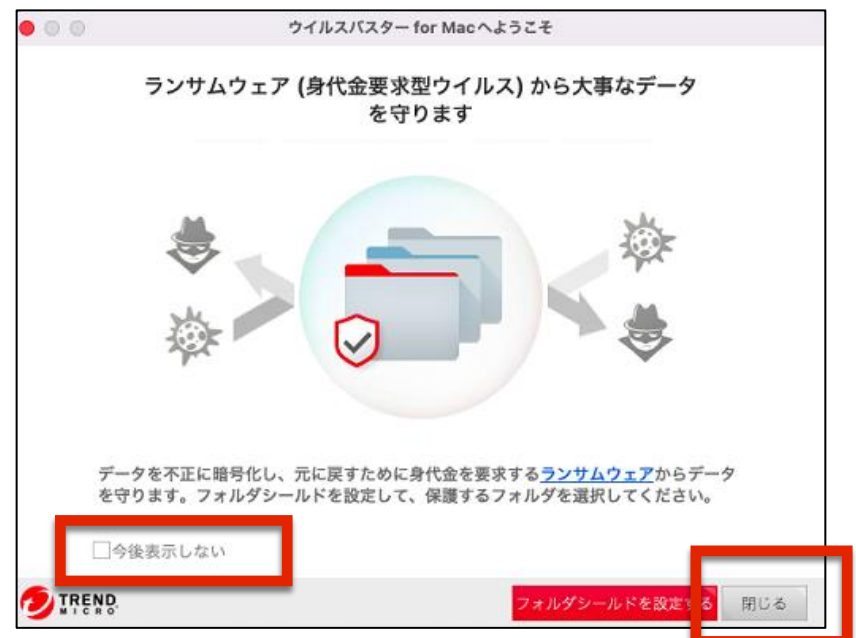 ウイルスバスター for Macへようこそ
ランサムウェア (身代金要求型ウイルス) から大事なデータ
を守ります
データを不正に暗号化し、元に戻すために身代金を要求するランサムウェアからデータ
を守ります。フォルダシールドを設定して、保護するフォルダを選択してください。
今後表示しない
TREND
MICRO
フォルダシールドを設定する
閉じる